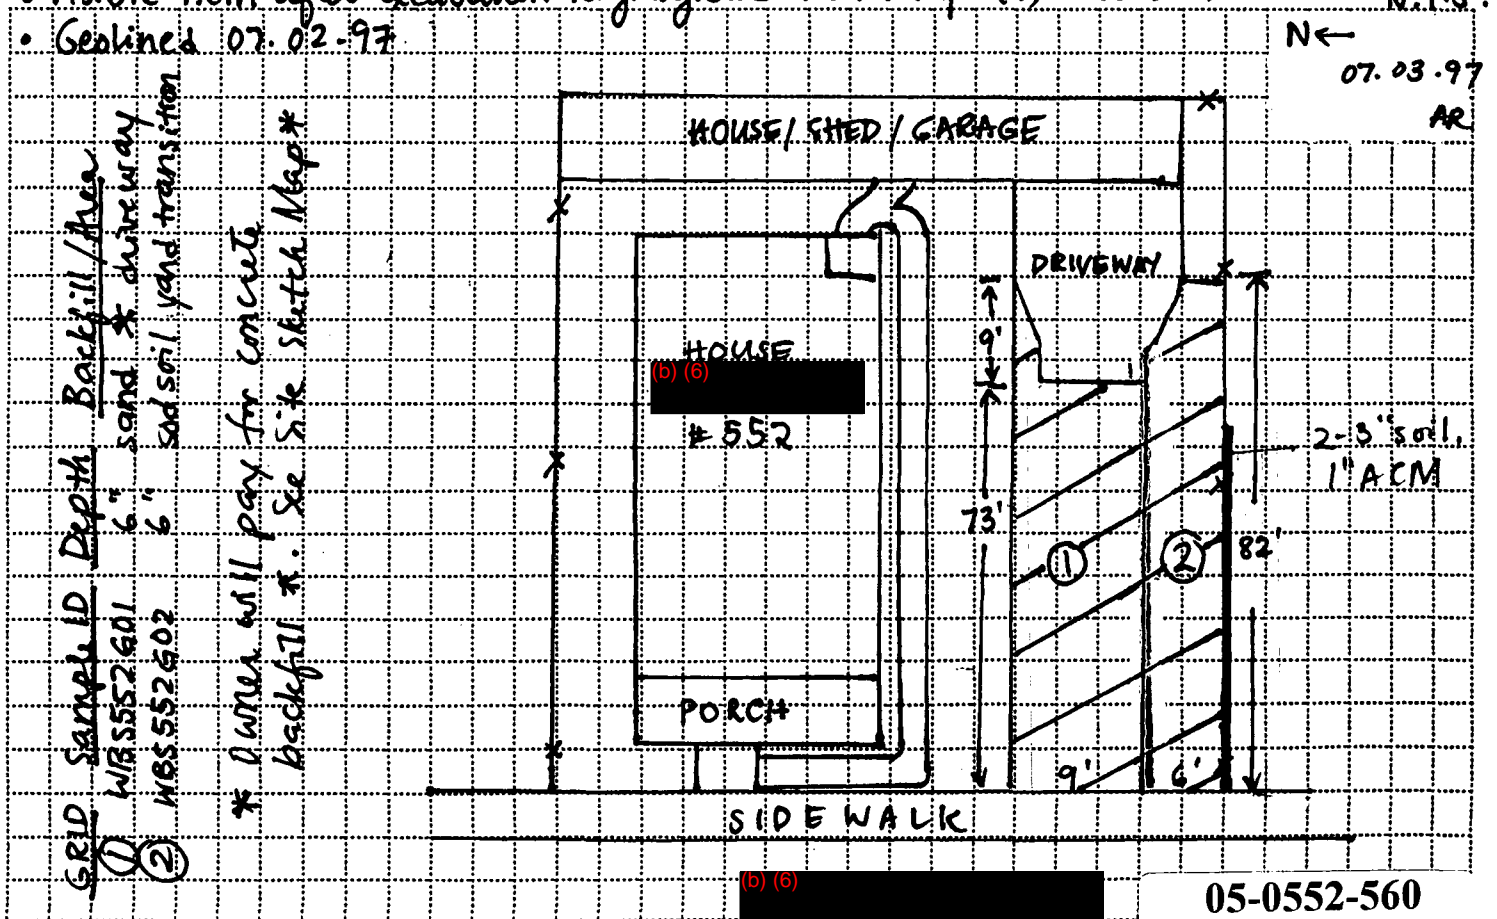 N.T.S.
• Geolined 07.02.97
N←
07.03.97
AR
GRID Sample ID Depth Backfill/Area
① WBS552G01 6" sand * driveway
② WBS552G02 6" sod soil yard transition
* Owner will pay for concrete
backfill *. See Site Sketch Map*
HOUSE/SHED/GARAGE
DRIVEWAY
9'
HOUSE
(b) (6)
#552
2-3" soil,
1" ACM
73'
① ② 82'
PORCH
9' 6'
SIDEWALK
(b) (6)
05-0552-560